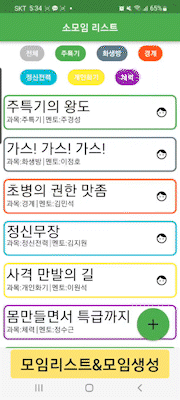 SKT 5:34
65%
소모임 리스트
전체 주특기 화생방 경계
정신전력 개인화기 체력
주특기의 왕도
과목:주특기 | 멘토:주경성
가스! 가스! 가스!
과목:화생방 | 멘토:이정호
초병의 권한 맛좀
과목:경계 | 멘토:김민석
정신무장
과목:정신전력 | 멘토:김지원
사격 만발의 길
과목:개인화기 | 멘토:이원석
몸만들면서 특급까지
과목:체력 | 멘토:정수근
모임리스트&모임생성